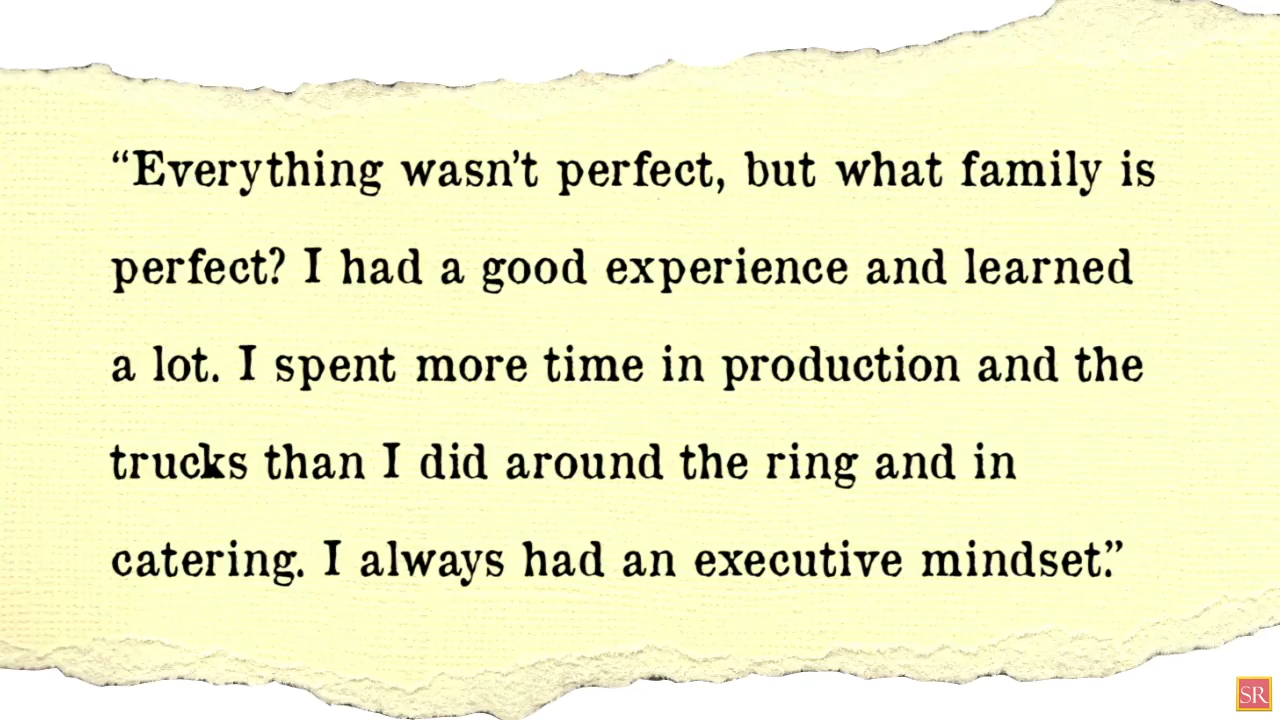 “Everything wasn’t perfect, but what family is
perfect? I had a good experience and learned
a lot. I spent more time in production and the
trucks than I did around the ring and in
catering. I always had an executive mindset.”
SR